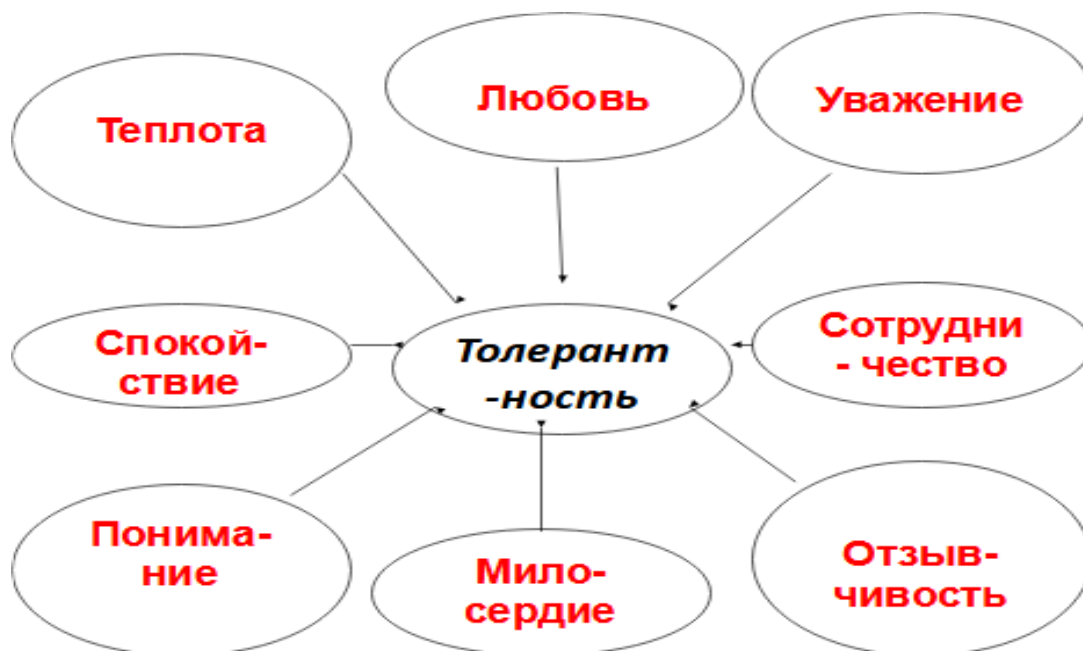 Теплота
Любовь
Уважение
Спокой-
ствие
Толерант
-ность
Сотрудни
- чество
Понима-
ние
Мило-
сердие
Отзыв-
чивость